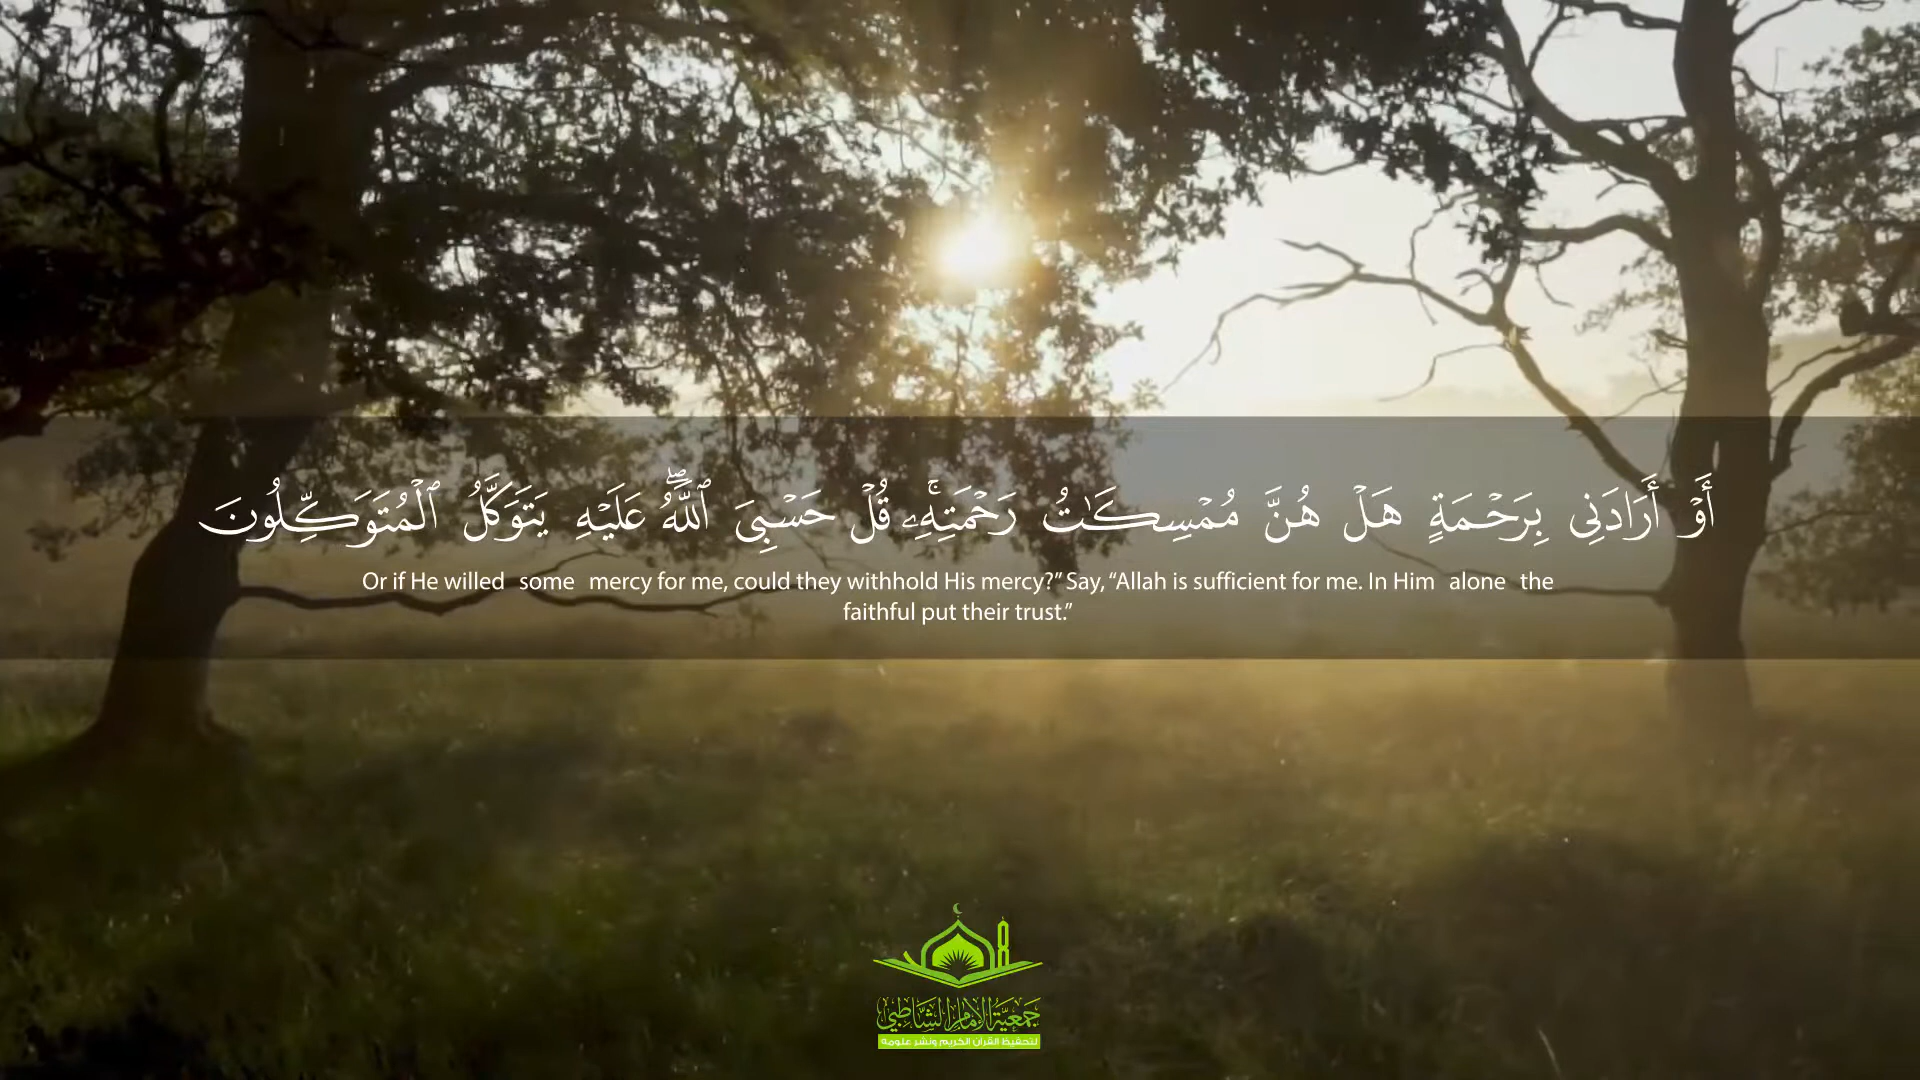 أَوۡ أَرَادَنِي بِرَحۡمَةٍ هَلۡ هُنَّ مُمۡسِكَٰتُ رَحۡمَتِهِۦۚ قُلۡ حَسۡبِيَ ٱللَّهُۖ عَلَيۡهِ يَتَوَكَّلُ ٱلۡمُتَوَكِّلُونَ
Or if He willed some mercy for me, could they withhold His mercy?” Say, “Allah is sufficient for me. In Him alone the
faithful put their trust.”
جمعية الإمام الشاطبي
لتحفيظ القرآن الكريم ونشر علومه